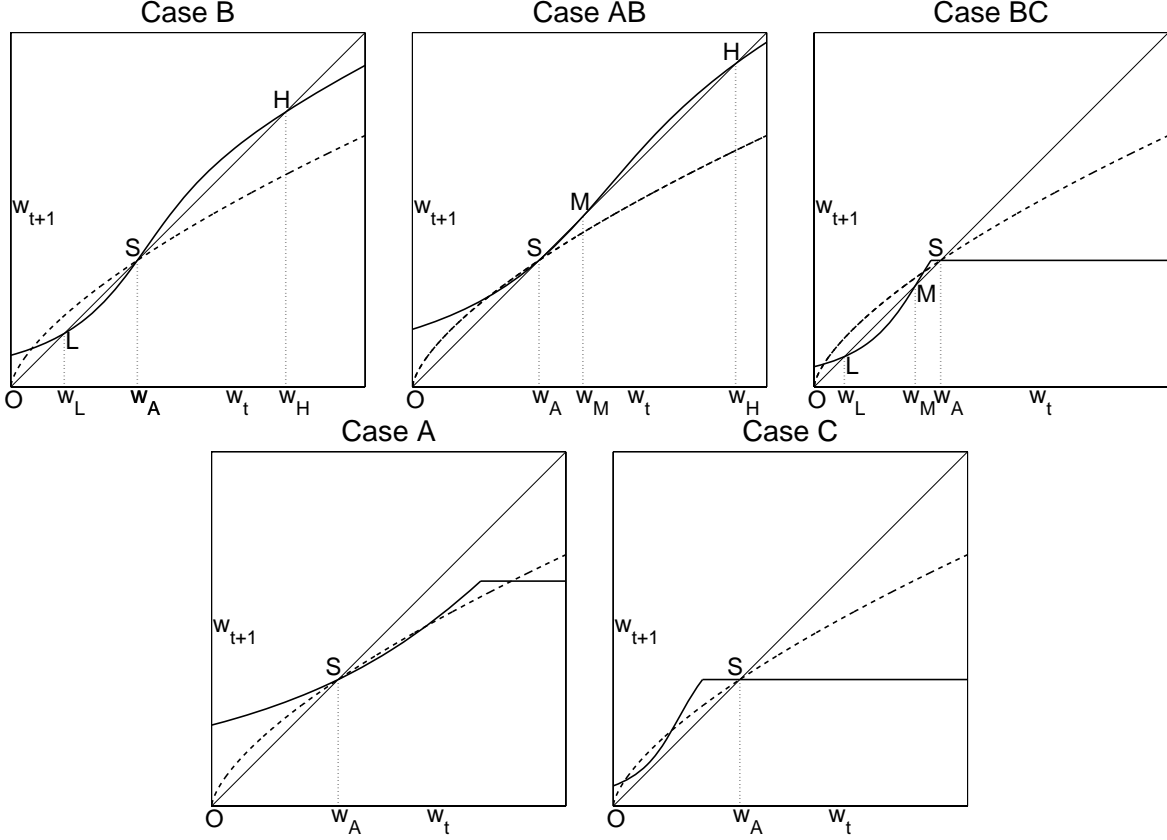 Case B
H
S
w_{t+1}
L
O w_L w_A w_t w_H
Case AB
H
M
S
w_{t+1}
O w_A w_M w_t w_H
Case BC
S
w_{t+1}
M
L
O w_L w_M w_A w_t
Case A
w_{t+1}
S
O w_A w_t
Case C
w_{t+1}
S
O w_A w_t